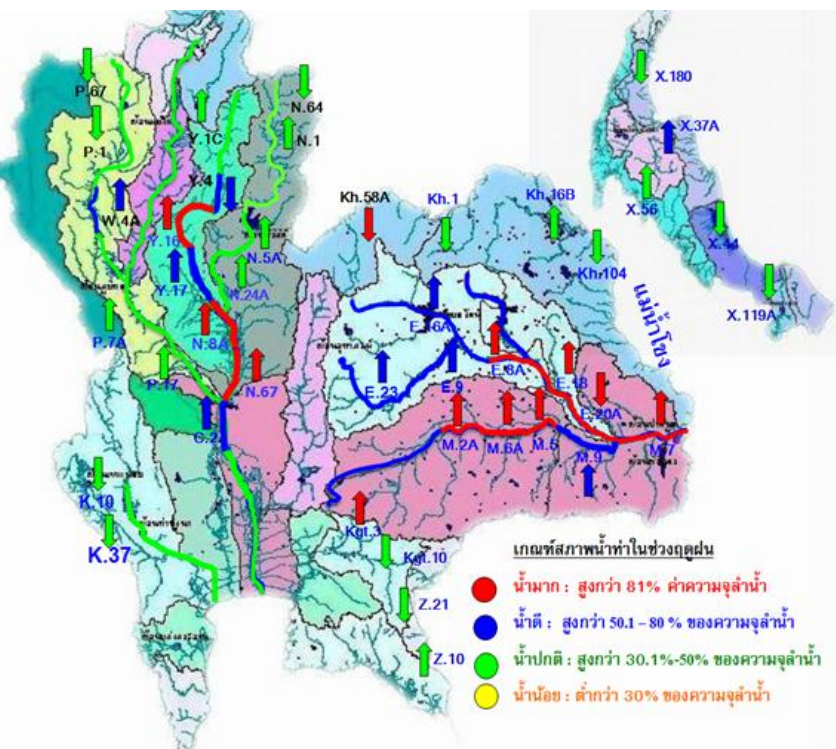 P.67
P.1
Y.1C
N.64
N.1
Y.4
W.4A
Y.16
Y.17
N.5A
N.24A
P.7A
N.8A
P.17
N.67
C.2
K.10
K.37
Kh.58A
Kh.1
Kh.16B
Kh.104
แม่น้ำโขง
E.16A
E.23
E.9
E.8A
E.18
E.20A
M.2A
M.6A
M.5
M.9
M.7
Kgt.3
Kgt.10
Z.21
Z.10
X.180
X.37A
X.56
X.44
X.119A
เกณฑ์สภาพน้ำท่าในช่วงฤดูฝน
น้ำมาก : สูงกว่า 81% ค่าความจุลำน้ำ
น้ำดี : สูงกว่า 50.1 – 80 % ของความจุลำน้ำ
น้ำปกติ : สูงกว่า 30.1%-50% ของความจุลำน้ำ
น้ำน้อย : ต่ำกว่า 30% ของความจุลำน้ำ